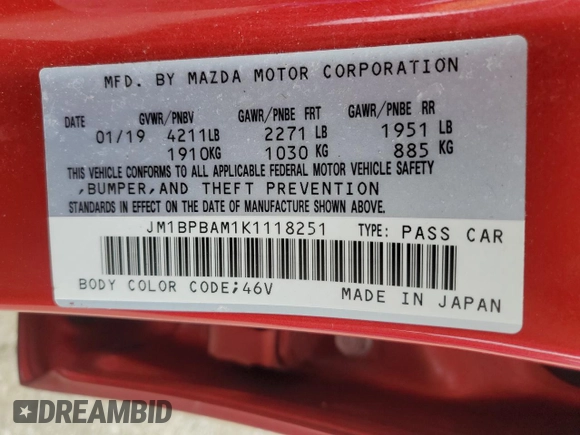 MFD. BY MAZDA MOTOR CORPORATION
DATE GVWR/PNBV GAWR/PNBE FRT GAWR/PNBE RR
01/19 4211LB 2271 LB 1951 LB
1910KG 1030 KG 885 KG
THIS VEHICLE CONFORMS TO ALL APPLICABLE FEDERAL MOTOR VEHICLE SAFETY
,BUMPER,AND THEFT PREVENTION
STANDARDS IN EFFECT ON THE DATE OF MANUFACTURE SHOWN ABOVE.
JM1BPBAM1K1118251 TYPE: PASS CAR
BODY COLOR CODE;46V MADE IN JAPAN
DREAMBID